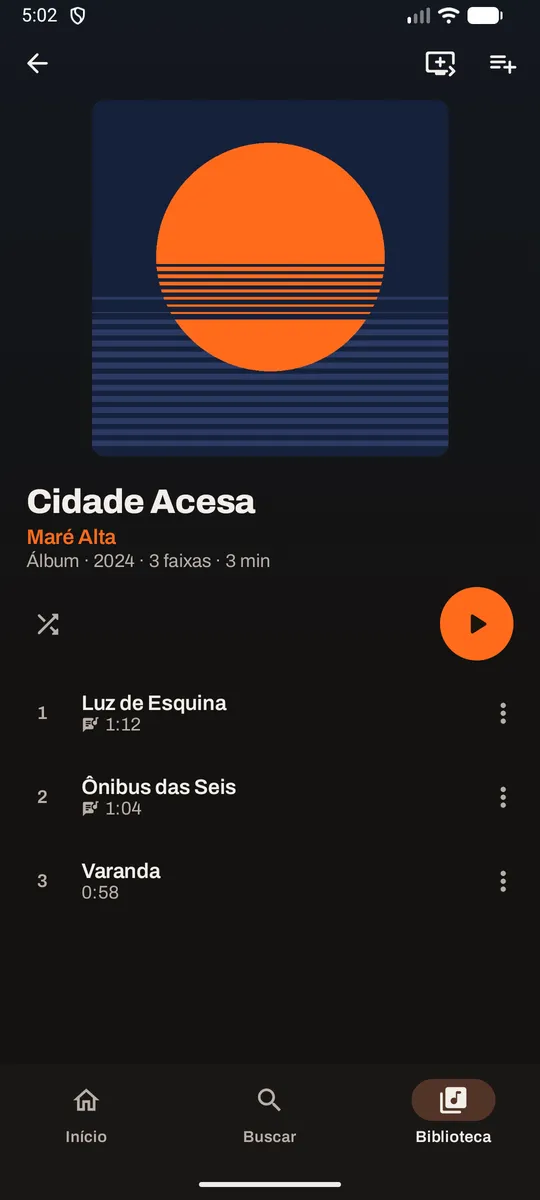 5:02
Cidade Acesa
Maré Alta
Álbum · 2024 · 3 faixas · 3 min
1
Luz de Esquina
1:12
2
Ônibus das Seis
1:04
3
Varanda
0:58
Início
Buscar
Biblioteca